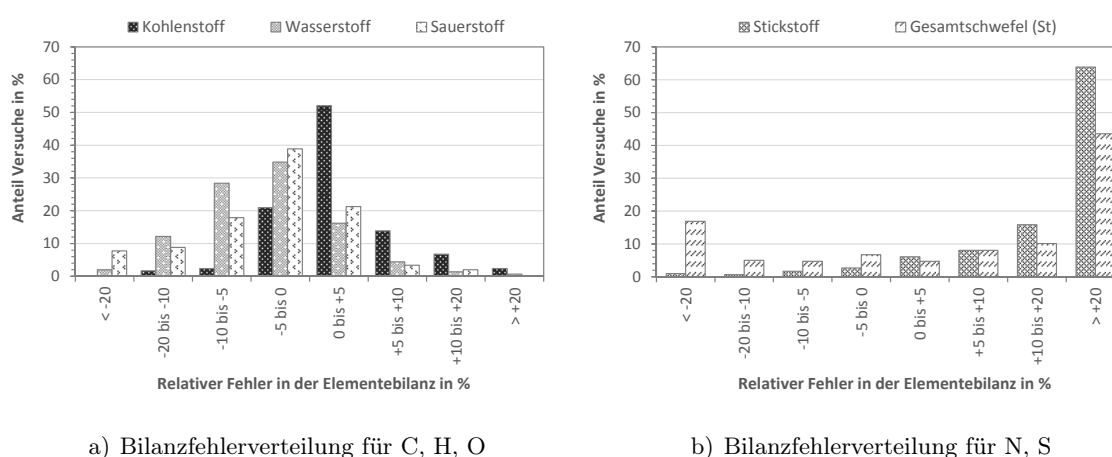 Kohlenstoff Wasserstoff Sauerstoff
Anteil Versuche in %
70
60
50
40
30
20
10
0
< -20
-20 bis -10
-10 bis -5
-5 bis 0
0 bis +5
+5 bis +10
+10 bis +20
> +20
Relativer Fehler in der Elementebilanz in %
a) Bilanzfehlerverteilung für C, H, O
Stickstoff Gesamtschwefel (St)
Anteil Versuche in %
70
60
50
40
30
20
10
0
< -20
-20 bis -10
-10 bis -5
-5 bis 0
0 bis +5
+5 bis +10
+10 bis +20
> +20
Relativer Fehler in der Elementebilanz in %
b) Bilanzfehlerverteilung für N, S